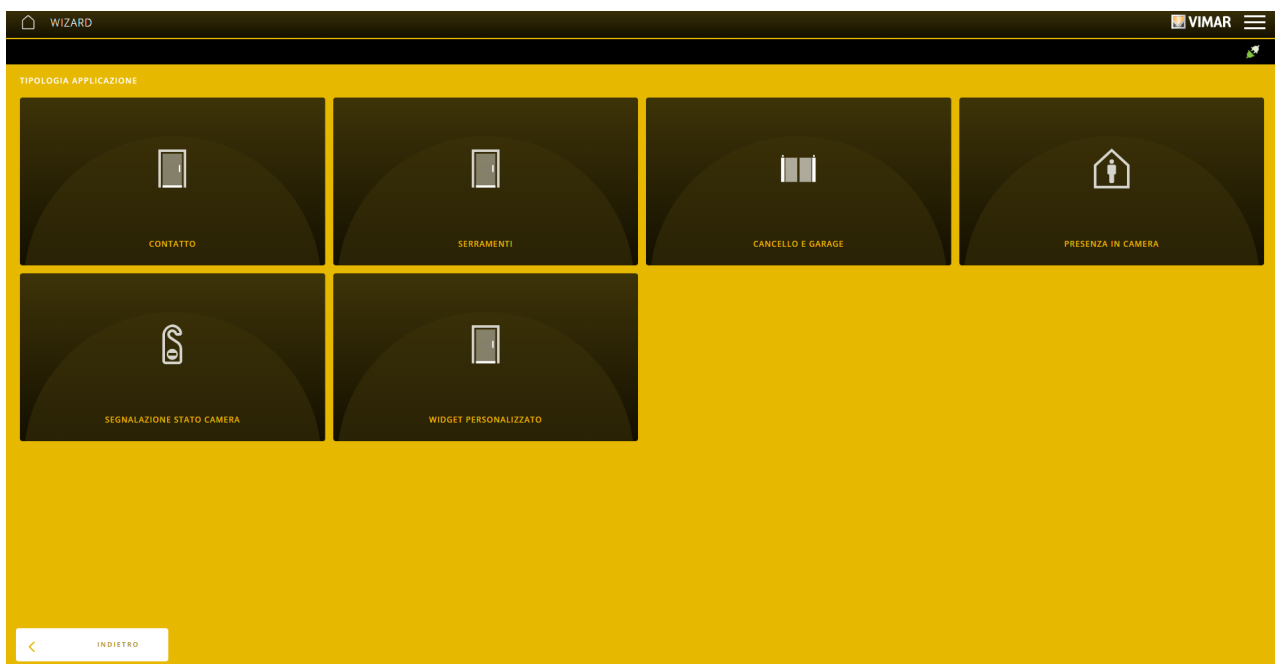 WIZARD
VIMAR
TIPOLOGIA APPLICAZIONE
CONTATTO
SERRAMENTI
CANCELLO E GARAGE
PRESENZA IN CAMERA
SEGNALAZIONE STATO CAMERA
WIDGET PERSONALIZZATO
INDIETRO